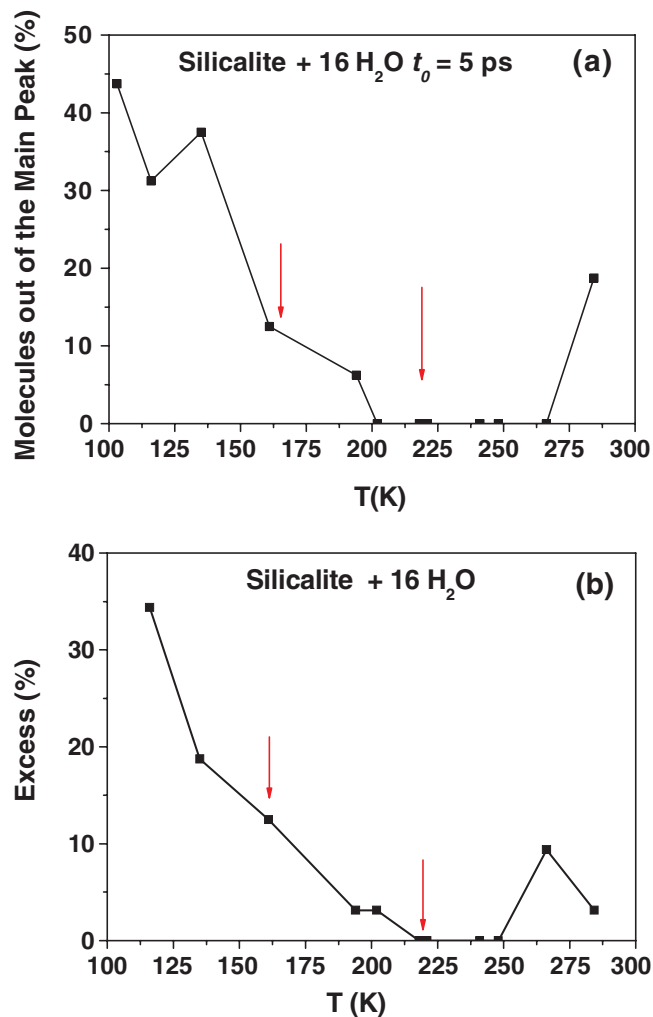 50
40
30
20
10
0
Molecules out of the Main Peak (%)
Silicalite + 16 H₂O t₀ = 5 ps
(a)
100 125 150 175 200 225 250 275 300
T(K)
40
30
20
10
0
Excess (%)
Silicalite + 16 H₂O
(b)
100 125 150 175 200 225 250 275 300
T (K)